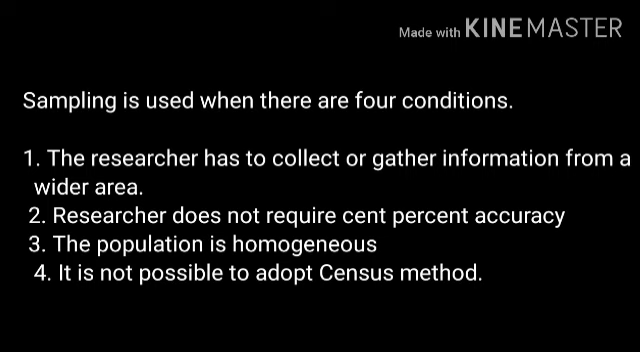 Made with KINEMASTER
Sampling is used when there are four conditions.
1. The researcher has to collect or gather information from a
wider area.
2. Researcher does not require cent percent accuracy
3. The population is homogeneous
4. It is not possible to adopt Census method.